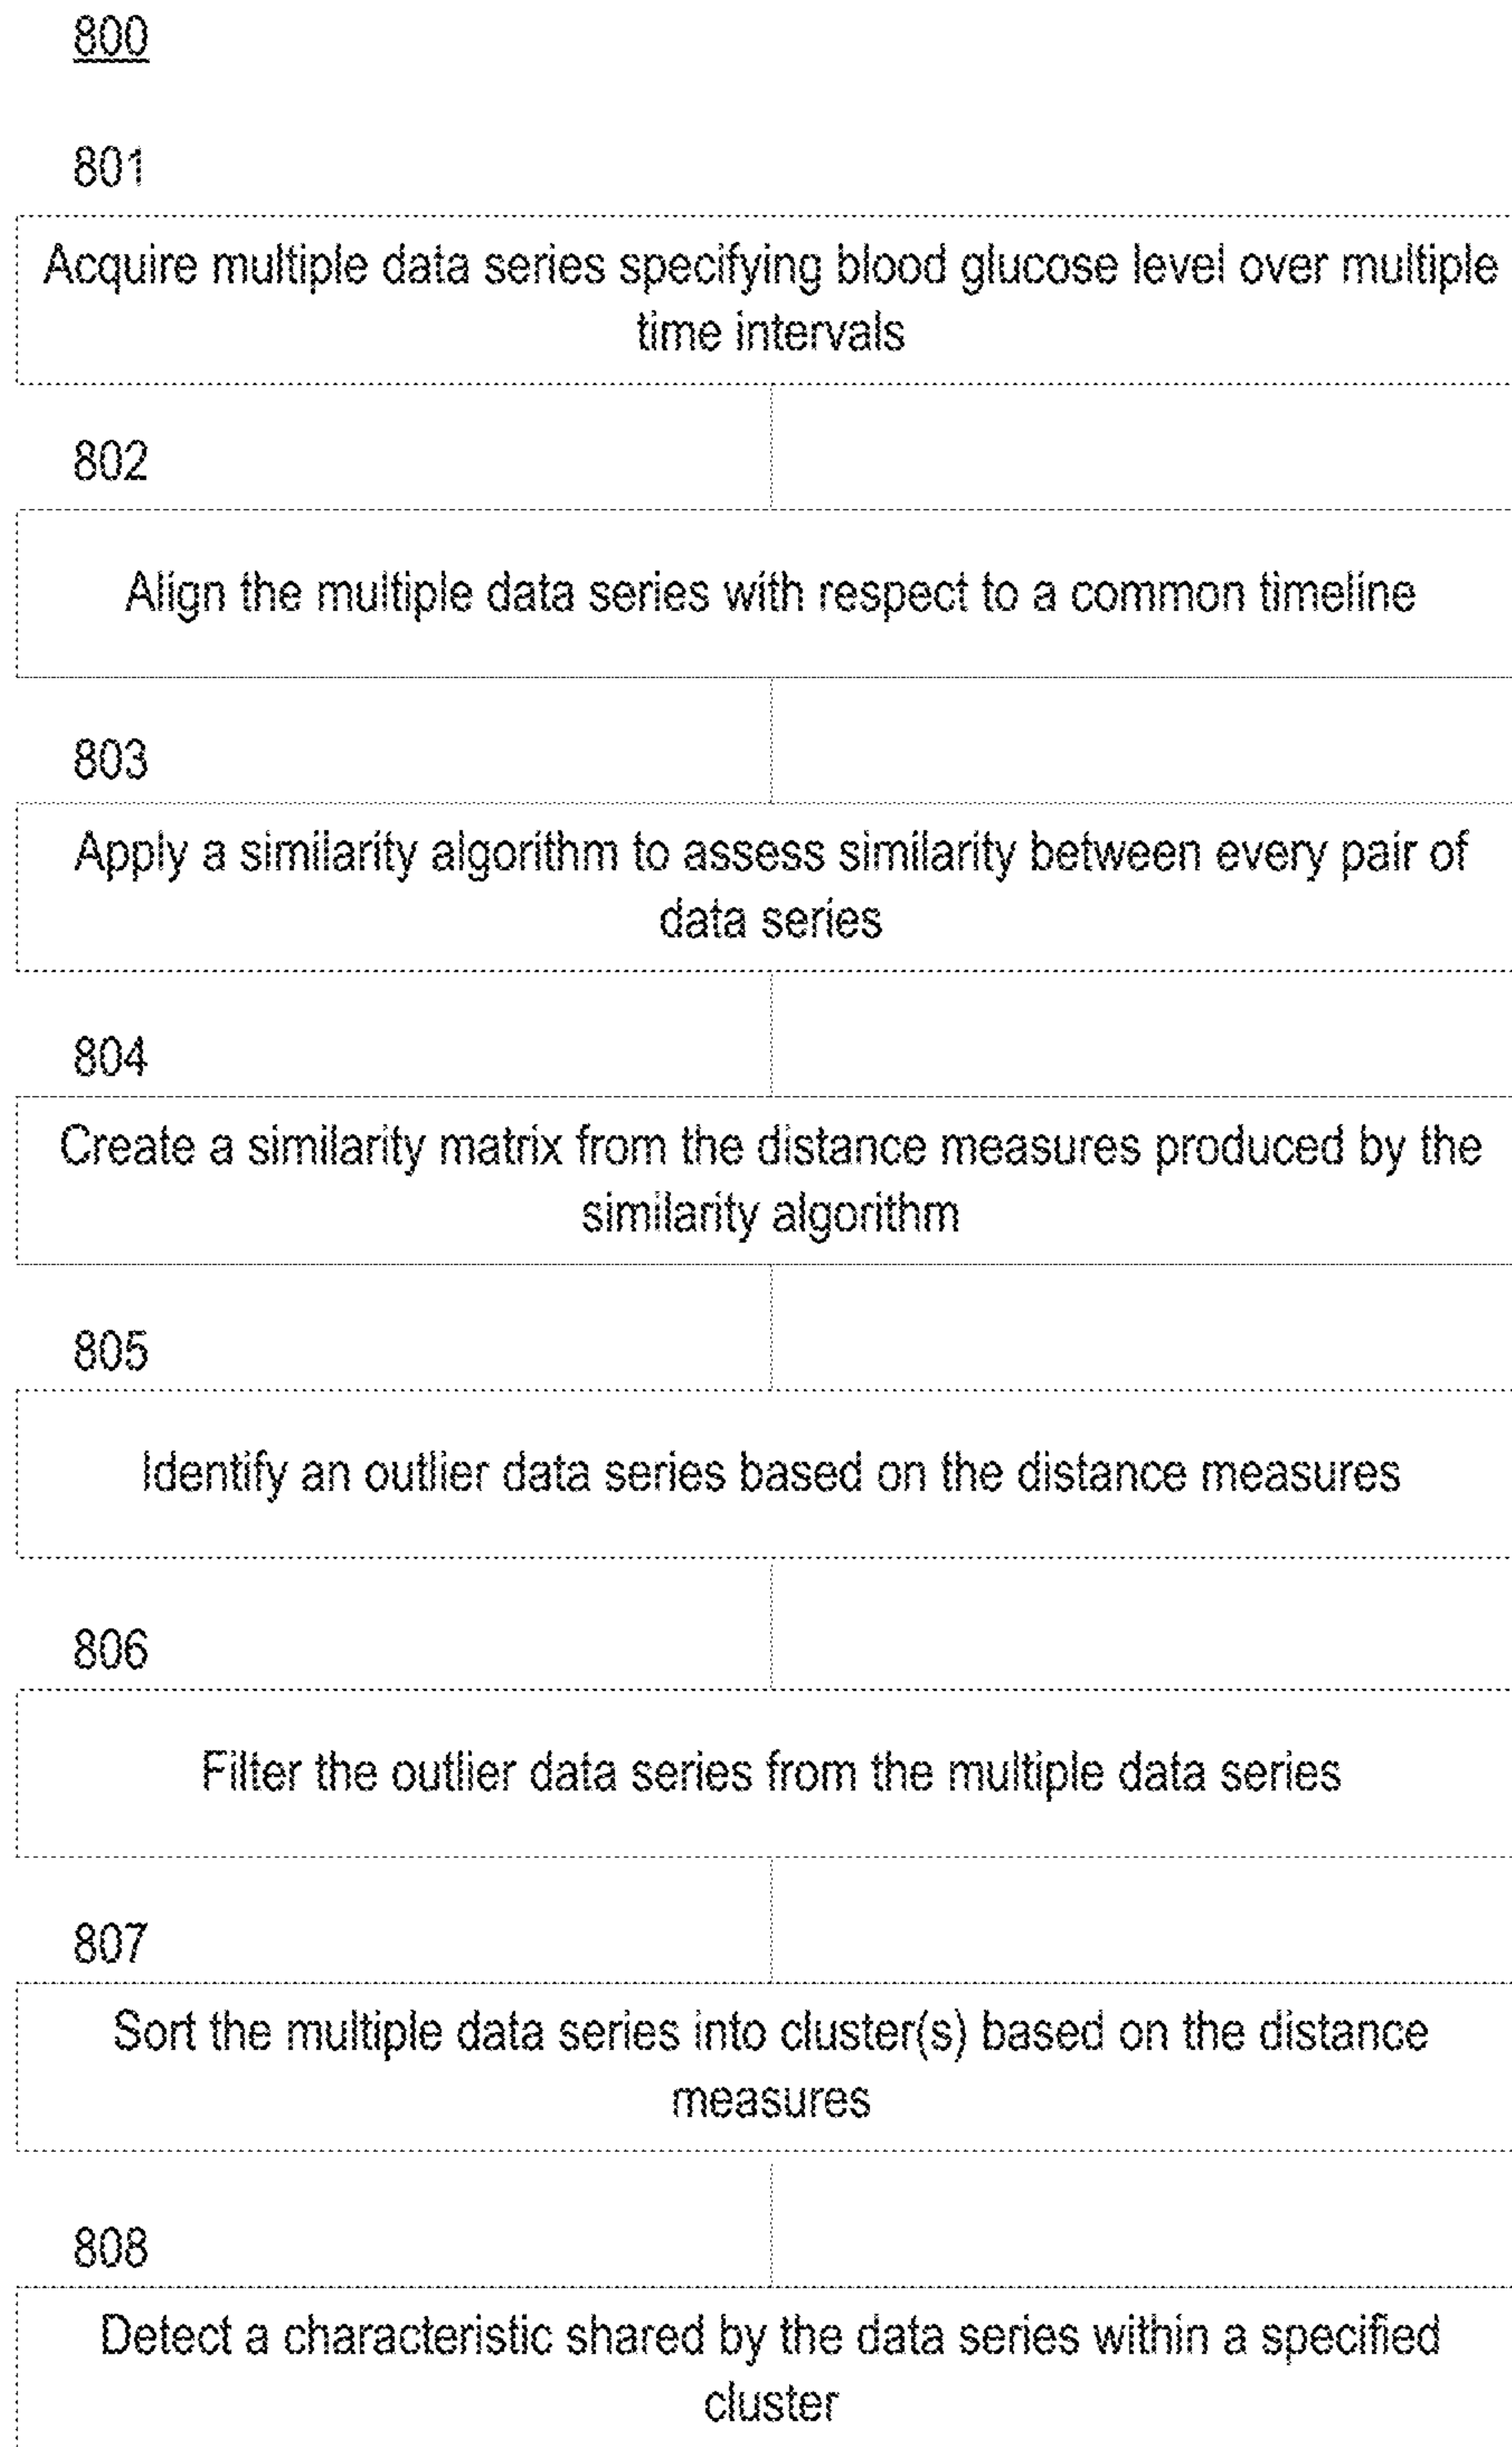 800
801
Acquire multiple data series specifying blood glucose level over multiple
time intervals
802
Align the multiple data series with respect to a common timeline
803
Apply a similarity algorithm to assess similarity between every pair of
data series
804
Create a similarity matrix from the distance measures produced by the
similarity algorithm
805
Identify an outlier data series based on the distance measures
806
Filter the outlier data series from the multiple data series
807
Sort the multiple data series into cluster(s) based on the distance
measures
808
Detect a characteristic shared by the data series within a specified
cluster